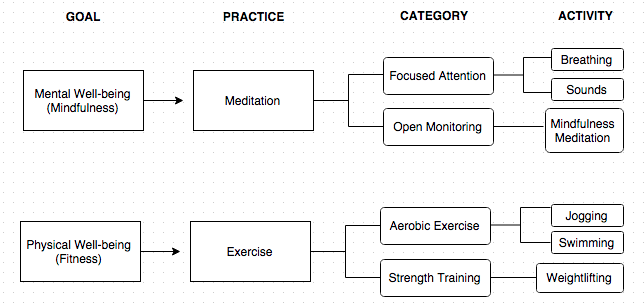 GOAL PRACTICE CATEGORY ACTIVITY
Mental Well-being
(Mindfulness)
Meditation
Focused Attention
Breathing
Sounds
Open Monitoring
Mindfulness
Meditation
Physical Well-being
(Fitness)
Exercise
Aerobic Exercise
Jogging
Swimming
Strength Training
Weightlifting